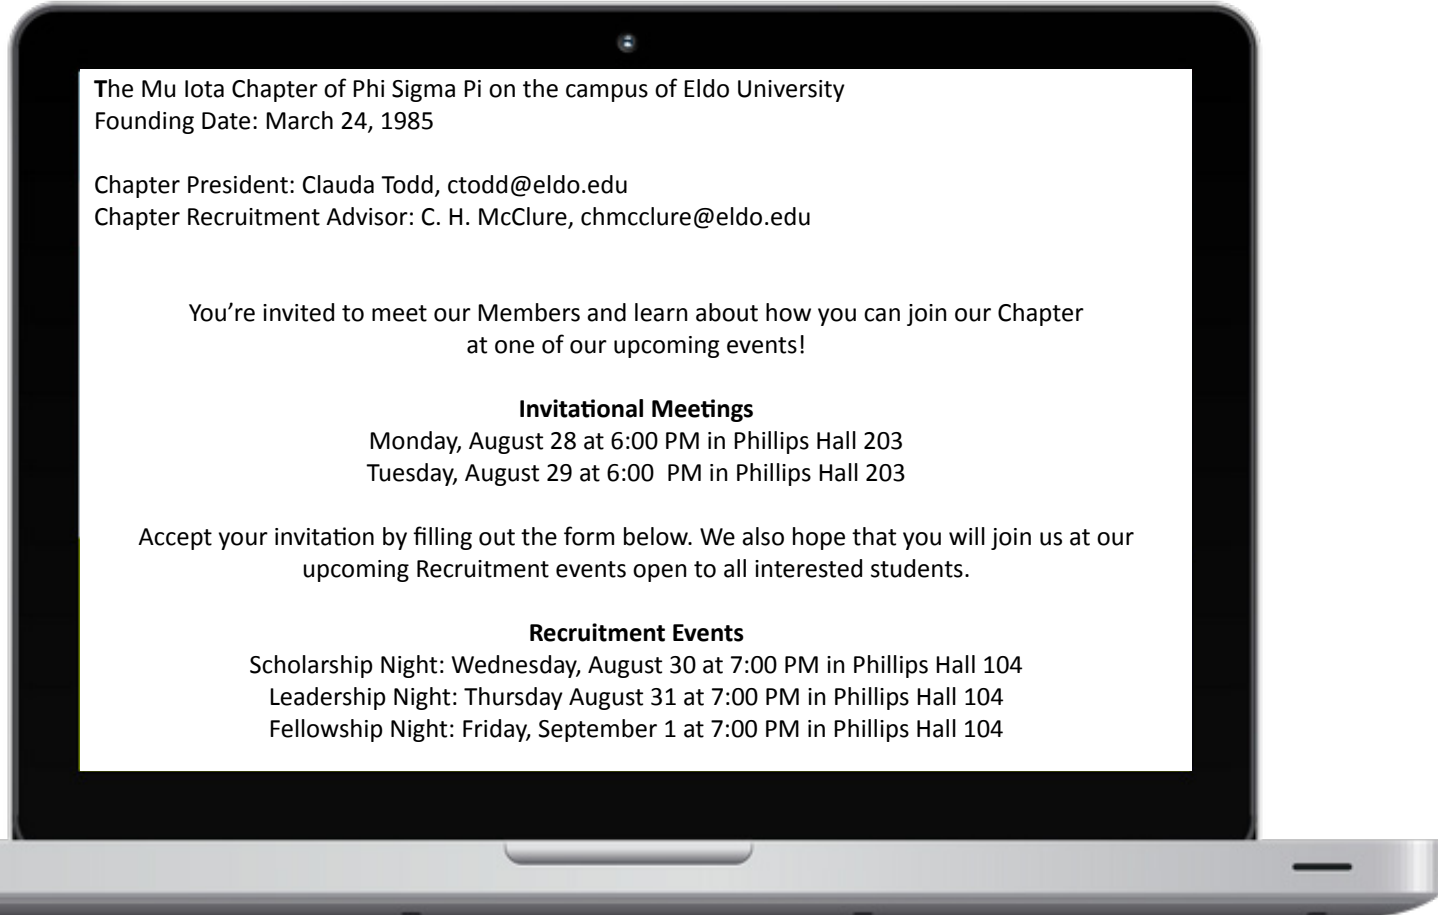 The Mu Iota Chapter of Phi Sigma Pi on the campus of Eldo University
Founding Date: March 24, 1985
Chapter President: Clauda Todd, ctodd@eldo.edu
Chapter Recruitment Advisor: C. H. McClure, chmcclure@eldo.edu
You’re invited to meet our Members and learn about how you can join our Chapter
at one of our upcoming events!
Invitational Meetings
Monday, August 28 at 6:00 PM in Phillips Hall 203
Tuesday, August 29 at 6:00  PM in Phillips Hall 203
Accept your invitation by filling out the form below. We also hope that you will join us at our
upcoming Recruitment events open to all interested students.
Recruitment Events
Scholarship Night: Wednesday, August 30 at 7:00 PM in Phillips Hall 104
Leadership Night: Thursday August 31 at 7:00 PM in Phillips Hall 104
Fellowship Night: Friday, September 1 at 7:00 PM in Phillips Hall 104